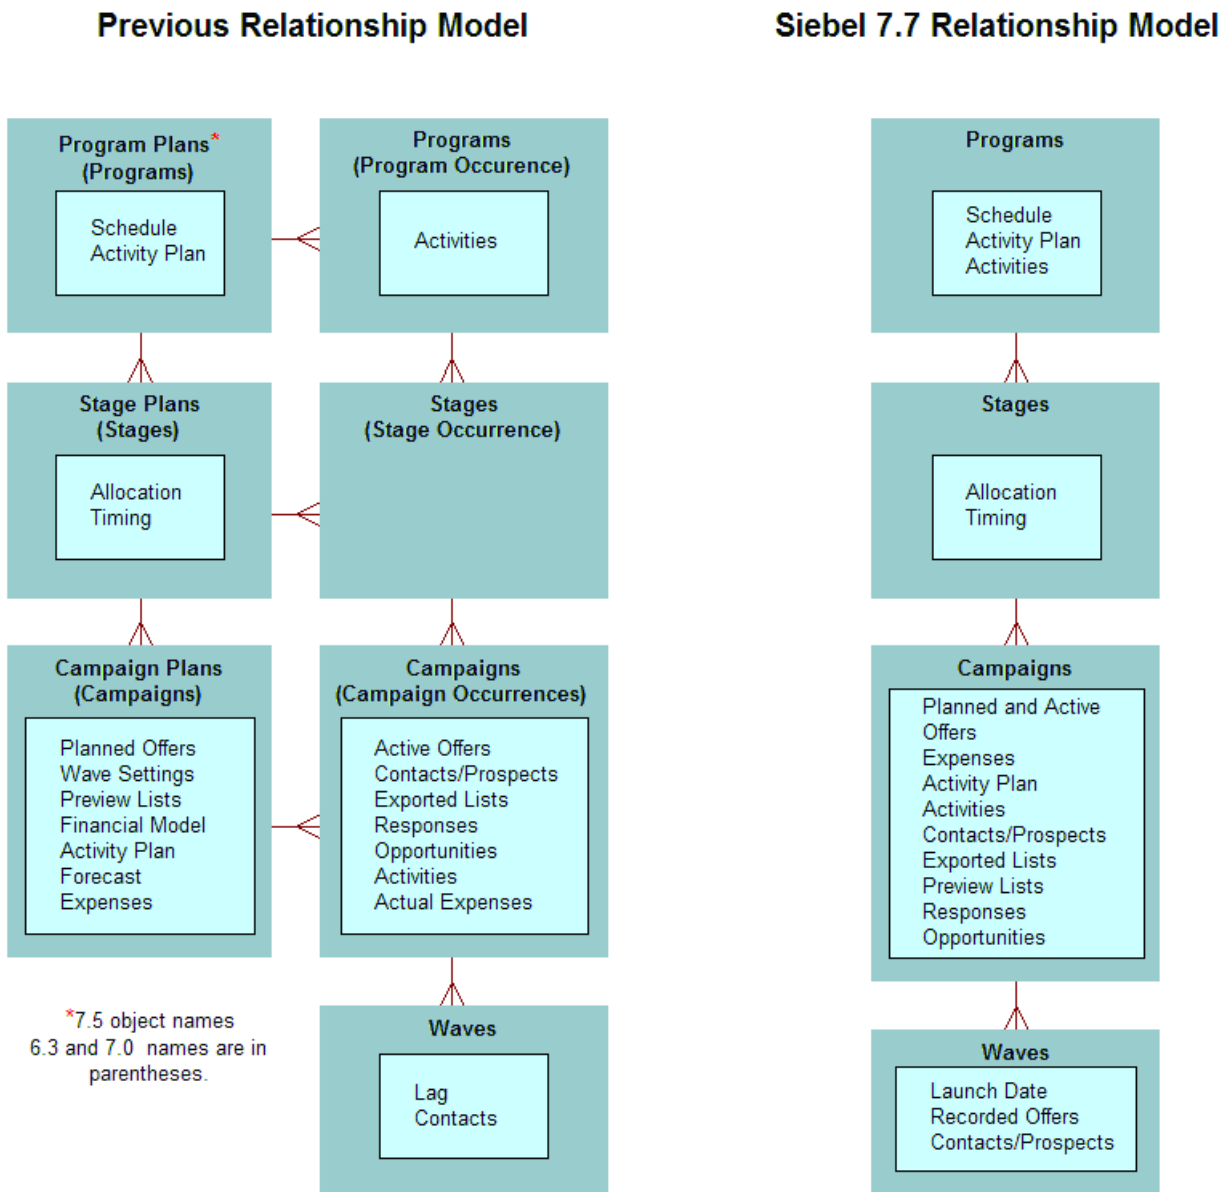 Previous Relationship Model
Siebel 7.7 Relationship Model
Program Plans*
(Programs)
Schedule
Activity Plan
Programs
(Program Occurence)
Activities
Programs
Schedule
Activity Plan
Activities
Stage Plans
(Stages)
Allocation
Timing
Stages
(Stage Occurrence)
Stages
Allocation
Timing
Campaign Plans
(Campaigns)
Planned Offers
Wave Settings
Preview Lists
Financial Model
Activity Plan
Forecast
Expenses
Campaigns
(Campaign Occurrences)
Active Offers
Contacts/Prospects
Exported Lists
Responses
Opportunities
Activities
Actual Expenses
Campaigns
Planned and Active
Offers
Expenses
Activity Plan
Activities
Contacts/Prospects
Exported Lists
Preview Lists
Responses
Opportunities
*7.5 object names
6.3 and 7.0 names are in
parentheses.
Waves
Lag
Contacts
Waves
Launch Date
Recorded Offers
Contacts/Prospects